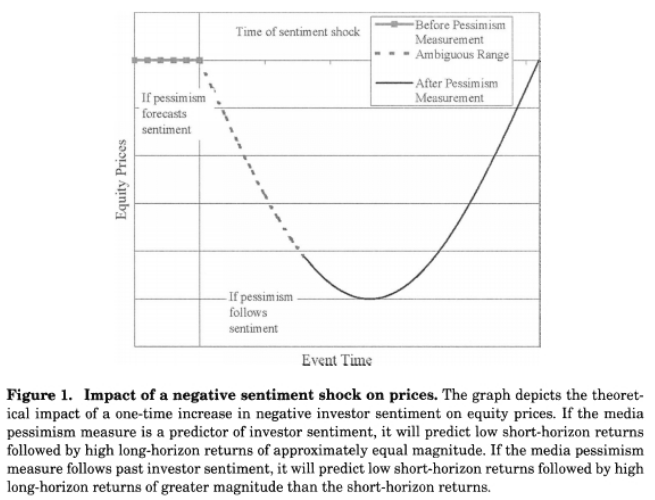 Time of sentiment shock
Before Pessimism
Measurement
Ambiguous Range
After Pessimism
Measurement
If pessimism
forecasts
sentiment
Equity Prices
If pessimism
follows
sentiment
Event Time
Figure 1. Impact of a negative sentiment shock on prices. The graph depicts the theoret-
ical impact of a one-time increase in negative investor sentiment on equity prices. If the media
pessimism measure is a predictor of investor sentiment, it will predict low short-horizon returns
followed by high long-horizon returns of approximately equal magnitude. If the media pessimism
measure follows past investor sentiment, it will predict low short-horizon returns followed by high
long-horizon returns of greater magnitude than the short-horizon returns.